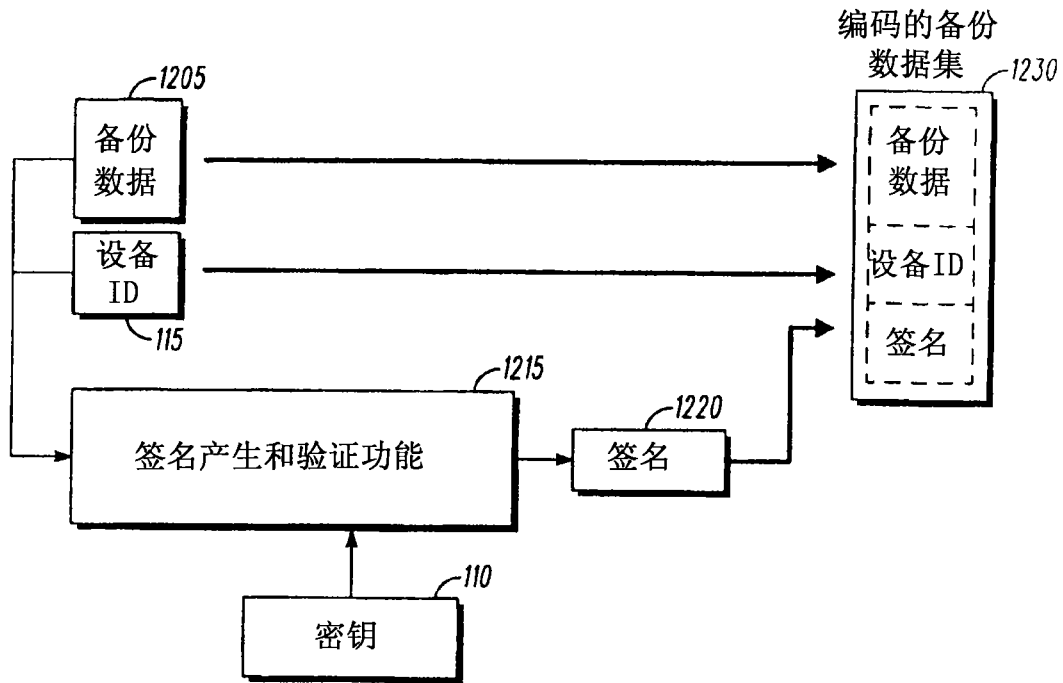 编码的备份
数据集
1230
1205
备份
数据
备份
数据
设备
ID
115
设备ID
签名
1215
签名产生和验证功能
1220
签名
110
密钥